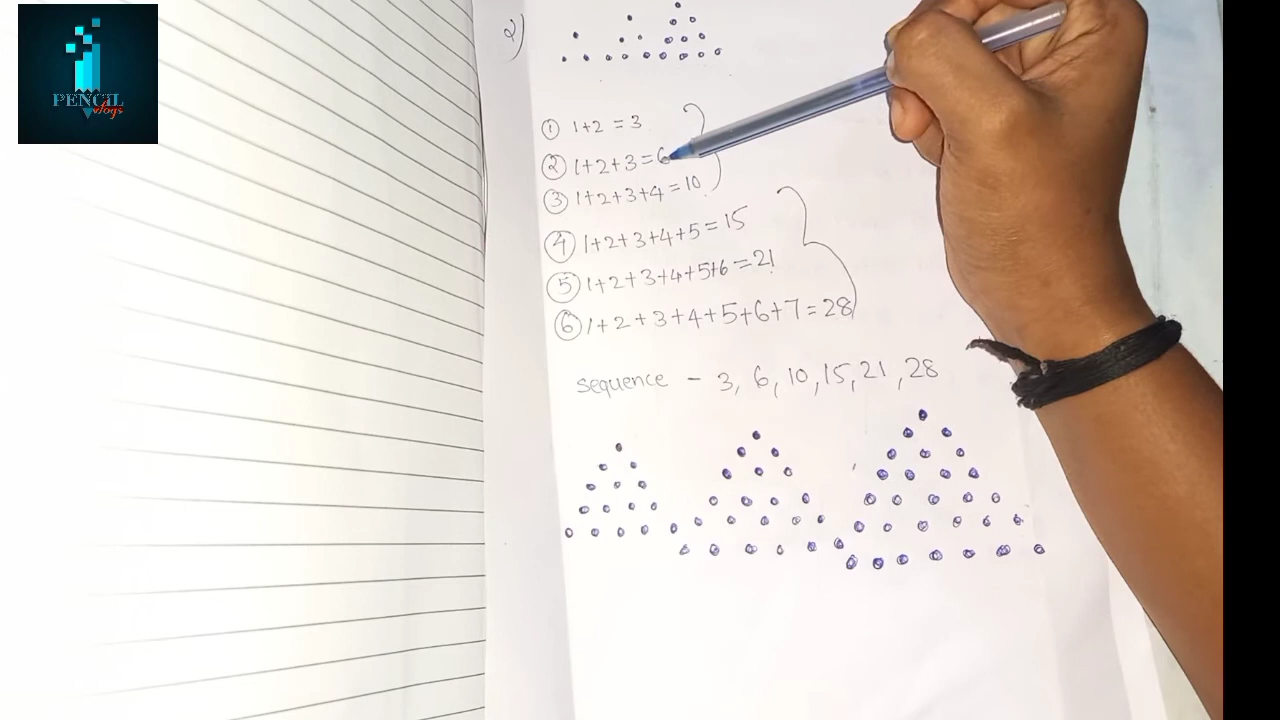 PENCIL
vlogs
2)
① 1+2 = 3
② 1+2+3=6
③ 1+2+3+4=10
④ 1+2+3+4+5=15
⑤ 1+2+3+4+5+6=21
⑥ 1+2+3+4+5+6+7=28
sequence - 3, 6, 10, 15, 21, 28